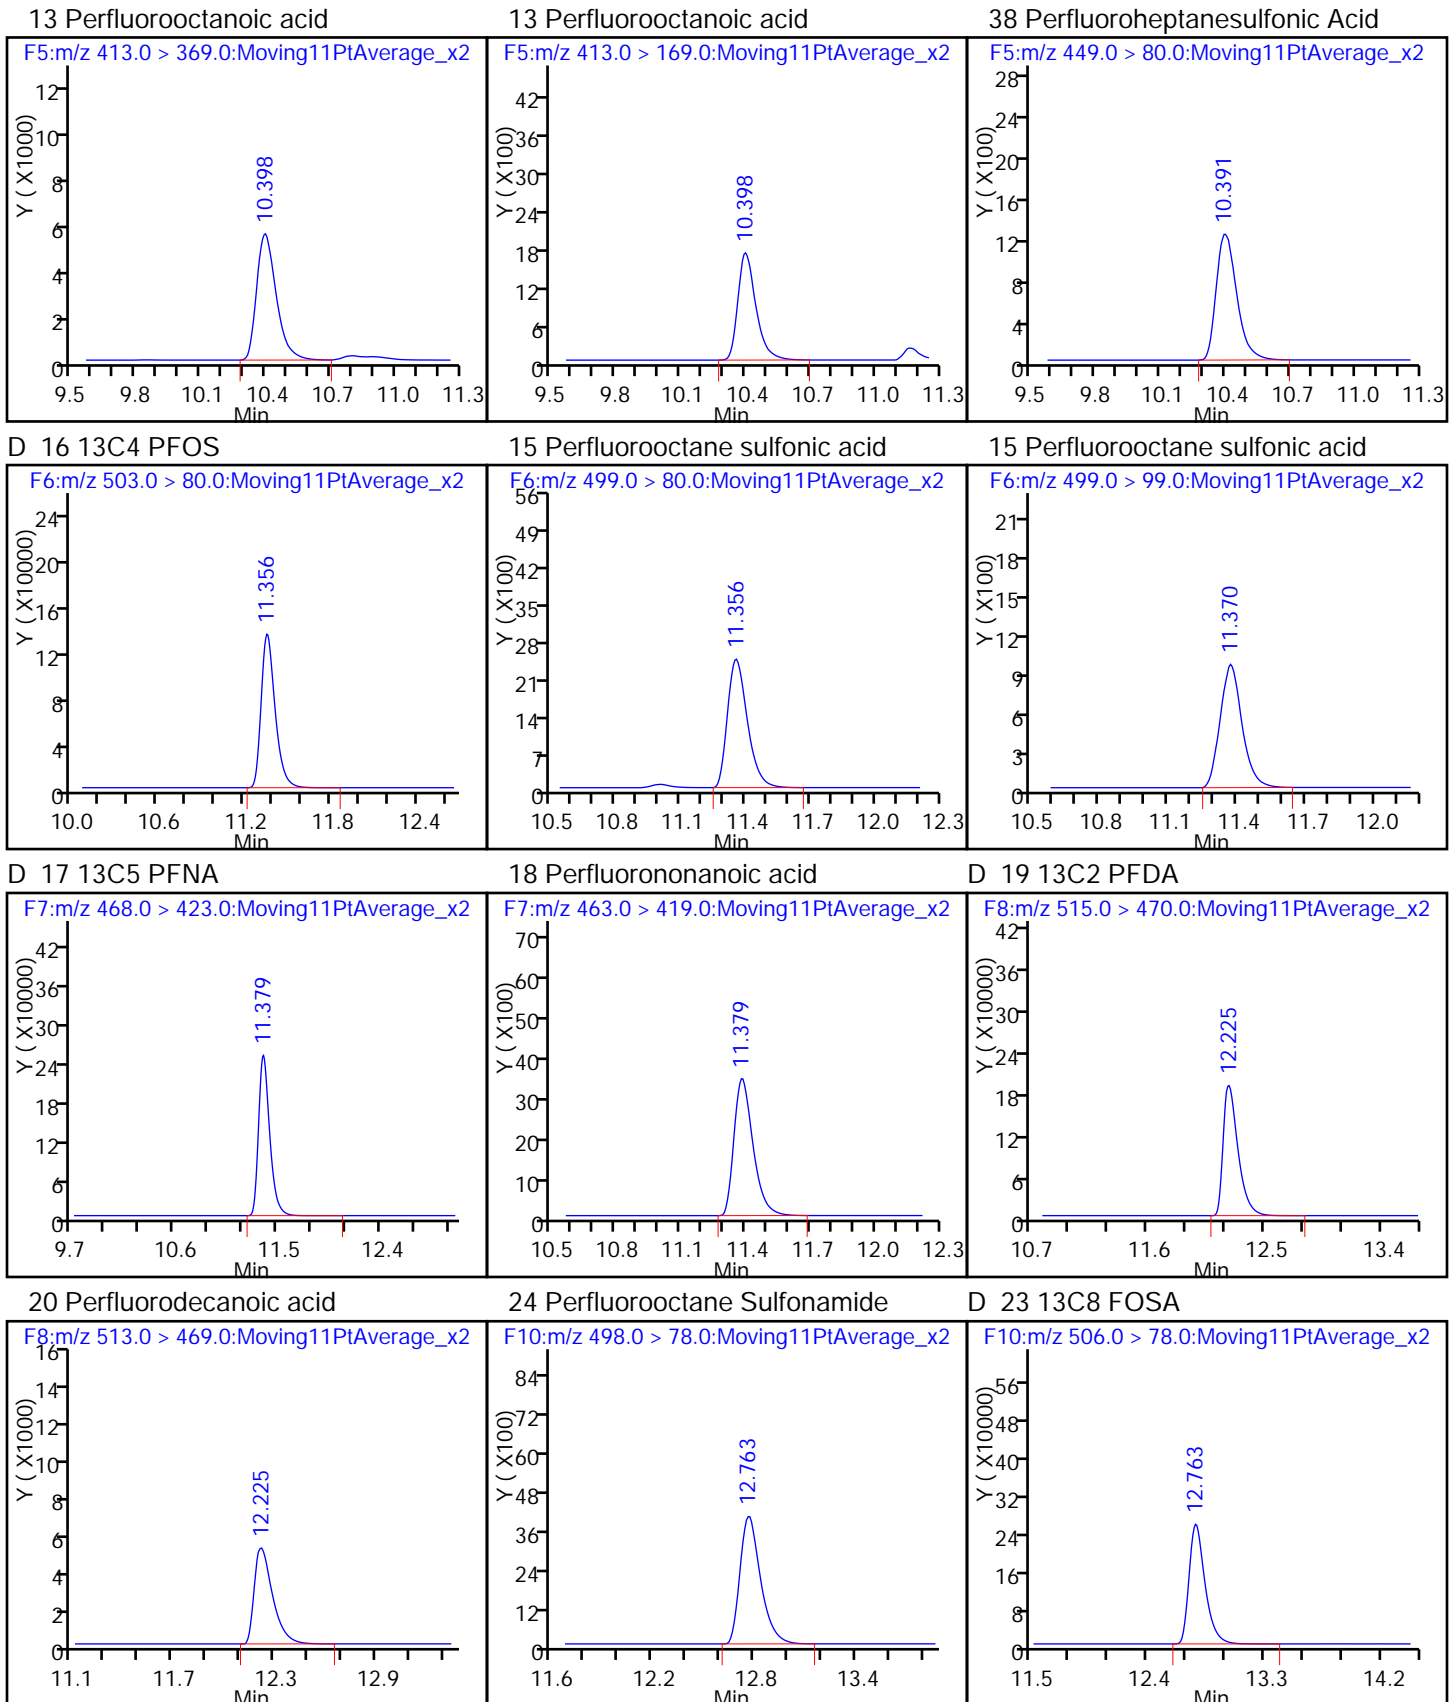 13 Perfluorooctanoic acid
F5:m/z 413.0 > 369.0:Moving11PtAverage_x2
Y ( X1000)
12
10
8
6
4
2
0
10.398
9.5 9.8 10.1 10.4 10.7 11.0 11.3
Min
13 Perfluorooctanoic acid
F5:m/z 413.0 > 169.0:Moving11PtAverage_x2
Y ( X100)
42
36
30
24
18
12
6
0
10.398
9.5 9.8 10.1 10.4 10.7 11.0 11.3
Min
38 Perfluoroheptanesulfonic Acid
F5:m/z 449.0 > 80.0:Moving11PtAverage_x2
Y ( X100)
28
24
20
16
12
8
4
0
10.391
9.5 9.8 10.1 10.4 10.7 11.0 11.3
Min
D 16 13C4 PFOS
F6:m/z 503.0 > 80.0:Moving11PtAverage_x2
Y ( X10000)
24
20
16
12
8
4
0
11.356
10.0 10.6 11.2 11.8 12.4
Min
15 Perfluorooctane sulfonic acid
F6:m/z 499.0 > 80.0:Moving11PtAverage_x2
Y ( X100)
56
49
42
35
28
21
14
7
0
11.356
10.5 10.8 11.1 11.4 11.7 12.0 12.3
Min
15 Perfluorooctane sulfonic acid
F6:m/z 499.0 > 99.0:Moving11PtAverage_x2
Y ( X100)
21
18
15
12
9
6
3
0
11.370
10.5 10.8 11.1 11.4 11.7 12.0
Min
D 17 13C5 PFNA
F7:m/z 468.0 > 423.0:Moving11PtAverage_x2
Y ( X10000)
42
36
30
24
18
12
6
0
11.379
9.7 10.6 11.5 12.4
Min
18 Perfluorononanoic acid
F7:m/z 463.0 > 419.0:Moving11PtAverage_x2
Y ( X100)
70
60
50
40
30
20
10
0
11.379
10.5 10.8 11.1 11.4 11.7 12.0 12.3
Min
D 19 13C2 PFDA
F8:m/z 515.0 > 470.0:Moving11PtAverage_x2
Y ( X10000)
42
36
30
24
18
12
6
0
12.225
10.7 11.6 12.5 13.4
Min
20 Perfluorodecanoic acid
F8:m/z 513.0 > 469.0:Moving11PtAverage_x2
Y ( X1000)
16
14
12
10
8
6
4
2
0
12.225
11.1 11.7 12.3 12.9
Min
24 Perfluorooctane Sulfonamide
F10:m/z 498.0 > 78.0:Moving11PtAverage_x2
Y ( X100)
84
72
60
48
36
24
12
0
12.763
11.6 12.2 12.8 13.4
Min
D 23 13C8 FOSA
F10:m/z 506.0 > 78.0:Moving11PtAverage_x2
Y ( X10000)
56
48
40
32
24
16
8
0
12.763
11.5 12.4 13.3 14.2
Min